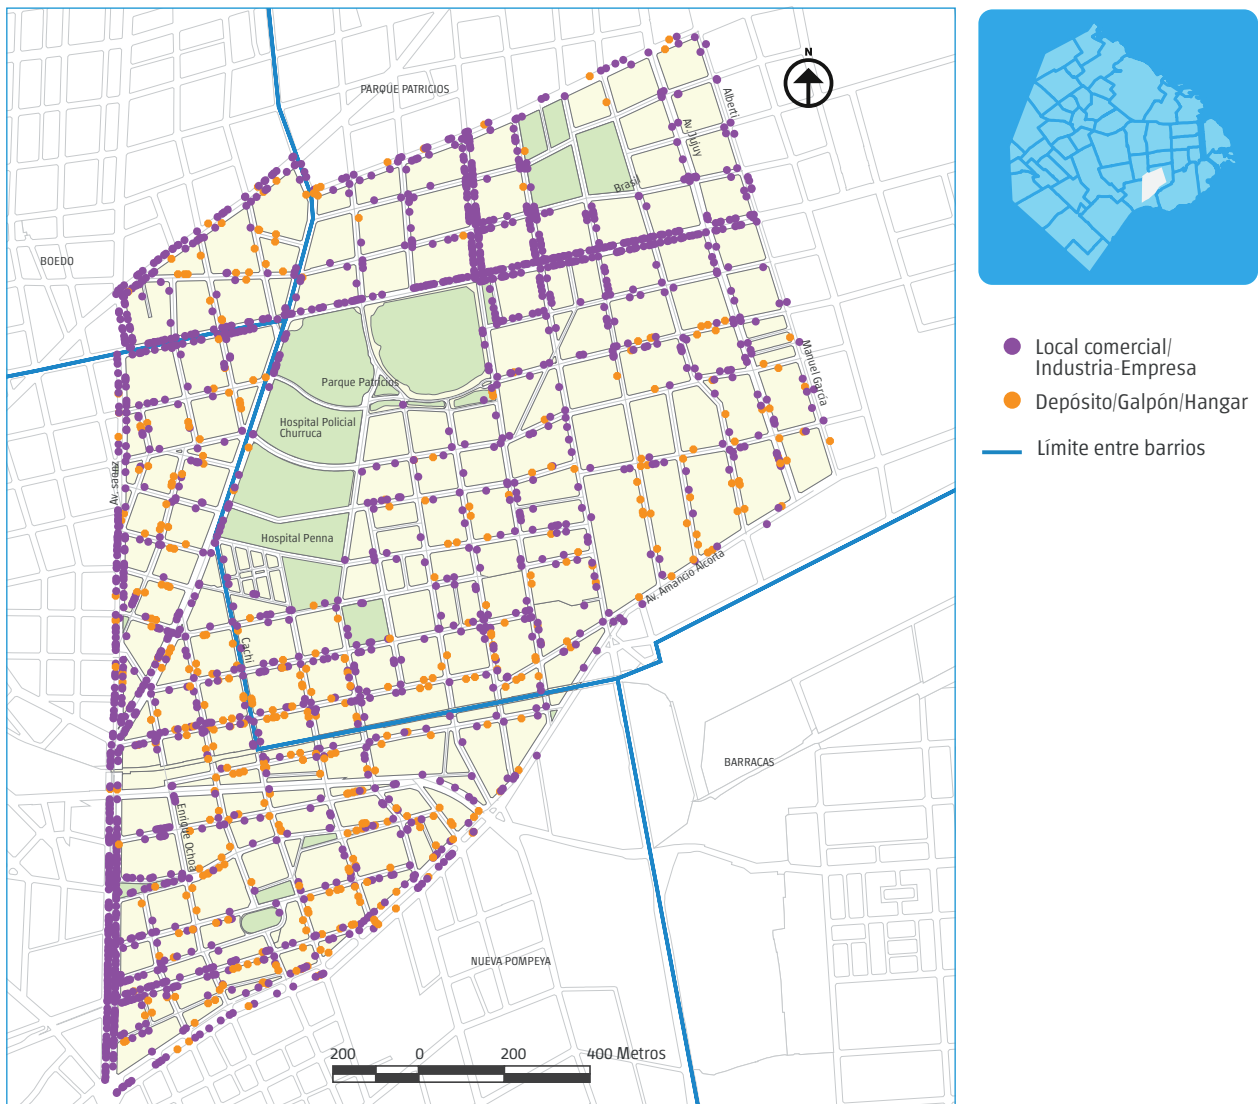 PARQUE PATRICIOS
N
Alberti
Av. Jujuy
Brasil
BOEDO
Manuel García
Parque Patricios
Hospital Policial
Churruca
Av. Saenz
Hospital Penna
Av. Amancio Alcorta
Cachi
BARRACAS
Enrique Ochoa
NUEVA POMPEYA
200 0 200 400 Metros
Local comercial/
Industria-Empresa
Depósito/Galpón/Hangar
Límite entre barrios